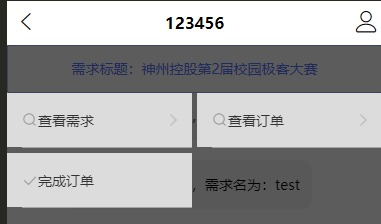 123456
需求标题：神州控股第2届校园极客大赛
查看需求
查看订单
完成订单
，需求名为：test